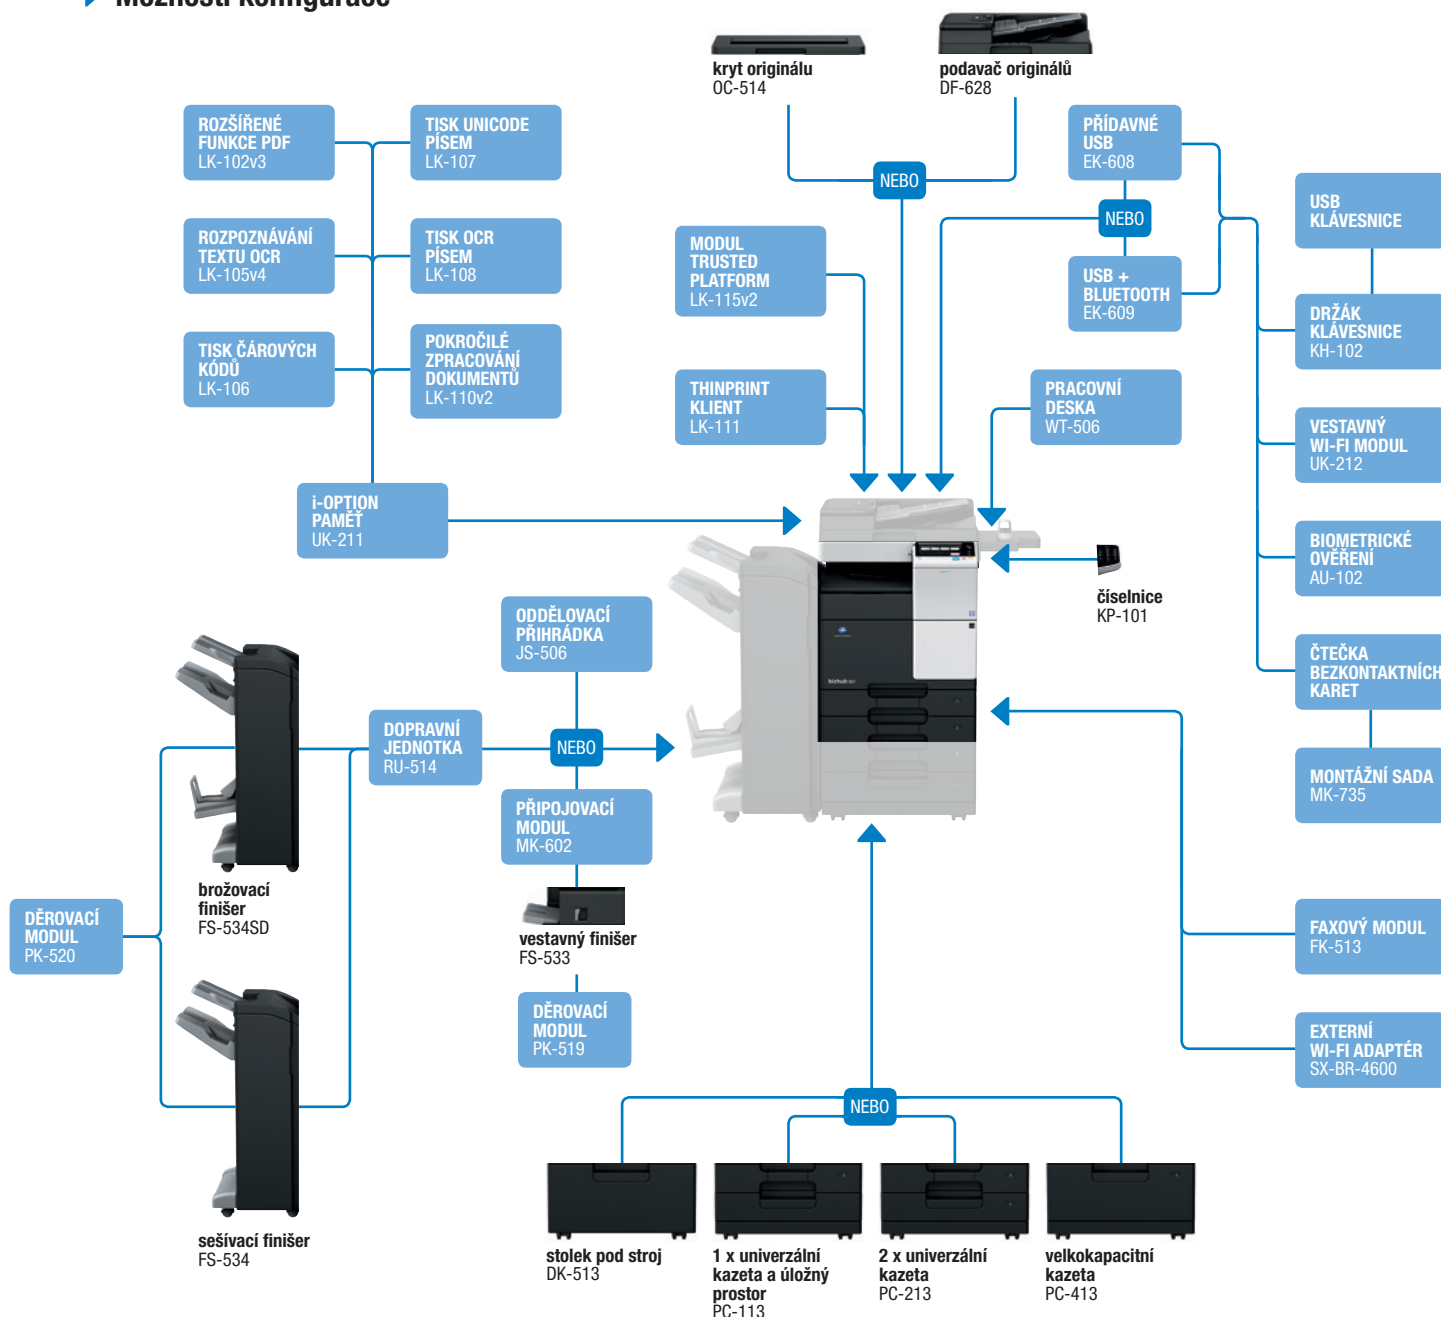 Možnosti konfigurace
kryt originálu
OC-514
podavač originálů
DF-628
ROZŠÍŘENÉ
FUNKCE PDF
LK-102v3
TISK UNICODE
PÍSEM
LK-107
PŘÍDAVNÉ
USB
EK-608
NEBO
USB
KLÁVESNICE
ROZPOZNÁVÁNÍ
TEXTU OCR
LK-105v4
TISK OCR
PÍSEM
LK-108
MODUL
TRUSTED
PLATFORM
LK-115v2
NEBO
USB +
BLUETOOTH
EK-609
DRŽÁK
KLÁVESNICE
KH-102
TISK ČÁROVÝCH
KÓDŮ
LK-106
POKROČILÉ
ZPRACOVÁNÍ
DOKUMENTŮ
LK-110v2
THINPRINT
KLIENT
LK-111
PRACOVNÍ
DESKA
WT-506
VESTAVNÝ
WI-FI MODUL
UK-212
i-OPTION
PAMĚŤ
UK-211
BIOMETRICKÉ
OVĚŘENÍ
AU-102
číselnice
KP-101
ODDĚLOVACÍ
PŘIHRÁDKA
JS-506
bizhub
ČTEČKA
BEZKONTAKTNÍCH
KARET
DOPRAVNÍ
JEDNOTKA
RU-514
NEBO
MONTÁŽNÍ SADA
MK-735
PŘIPOJOVACÍ
MODUL
MK-602
brožovací
finišer
FS-534SD
DĚROVACÍ
MODUL
PK-520
vestavný finišer
FS-533
FAXOVÝ MODUL
FK-513
DĚROVACÍ
MODUL
PK-519
EXTERNÍ
WI-FI ADAPTÉR
SX-BR-4600
NEBO
sešívací finišer
FS-534
stolek pod stroj
DK-513
1 x univerzální
kazeta a úložný
prostor
PC-113
2 x univerzální
kazeta
PC-213
velkokapacitní
kazeta
PC-413